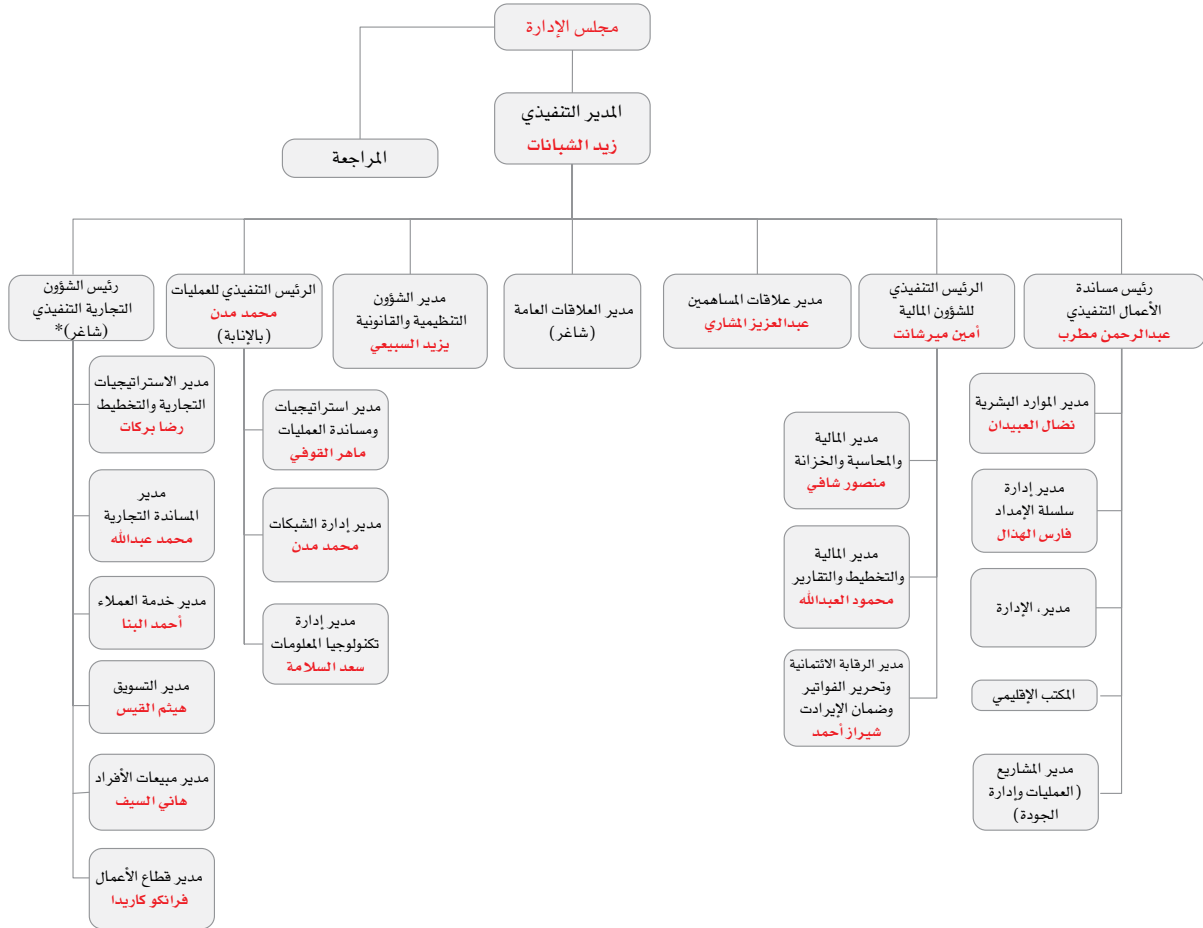 مجلس الإدارة
المدير التنفيذي
زيد الشبانات
المراجعة
رئيس مساندة
الأعمال التنفيذي
عبدالرحمن مطرب
الرئيس التنفيذي
للشؤون المالية
أمين ميرشانت
مدير علاقات المساهمين
عبدالعزيز المشاري
مدير العلاقات العامة
(شاغر)
مدير الشؤون
التنظيمية والقانونية
يزيد السبيعي
الرئيس التنفيذي للعمليات
محمد مدن
(بالإنابة)
رئيس الشؤون
التجارية التنفيذي
(شاغر)*
مدير الموارد البشرية
نضال العبيدان
مدير إدارة
سلسلة الإمداد
فارس الهذال
مدير، الإدارة
المكتب الإقليمي
مدير المشاريع
(العمليات وإدارة
الجودة)
مدير المالية
والمحاسبة والخزانة
منصور شافي
مدير المالية
والتخطيط والتقارير
محمود العبدالله
مدير الرقابة الائتمانية
وتحرير الفواتير
وضمان الإيرادت
شيراز أحمد
مدير استراتيجيات
ومساندة العمليات
ماهر القوفي
مدير إدارة الشبكات
محمد مدن
مدير إدارة
تكنولوجيا المعلومات
سعد السلامة
مدير الاستراتيجيات
التجارية والتخطيط
رضا بركات
مدير
المساندة التجارية
محمد عبدالله
مدير خدمة العملاء
أحمد البنا
مدير التسويق
هيثم القيس
مدير مبيعات الأفراد
هاني السيف
مدير قطاع الأعمال
فرانكو كاريدا